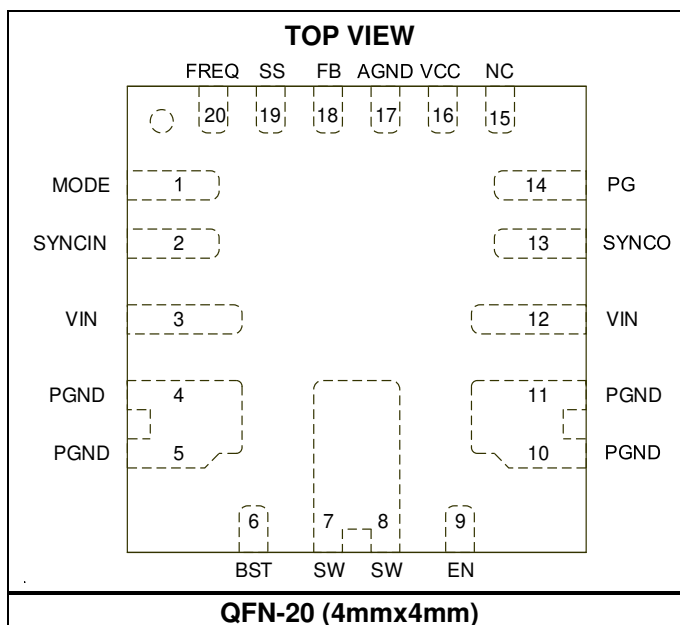 TOP VIEW
FREQ SS FB AGND VCC NC
20 19 18 17 16 15
MODE 1 14 PG
SYNCIN 2 13 SYNCO
VIN 3 12 VIN
PGND 4 11 PGND
PGND 5 10 PGND
6 7 8 9
BST SW SW EN
QFN-20 (4mmx4mm)